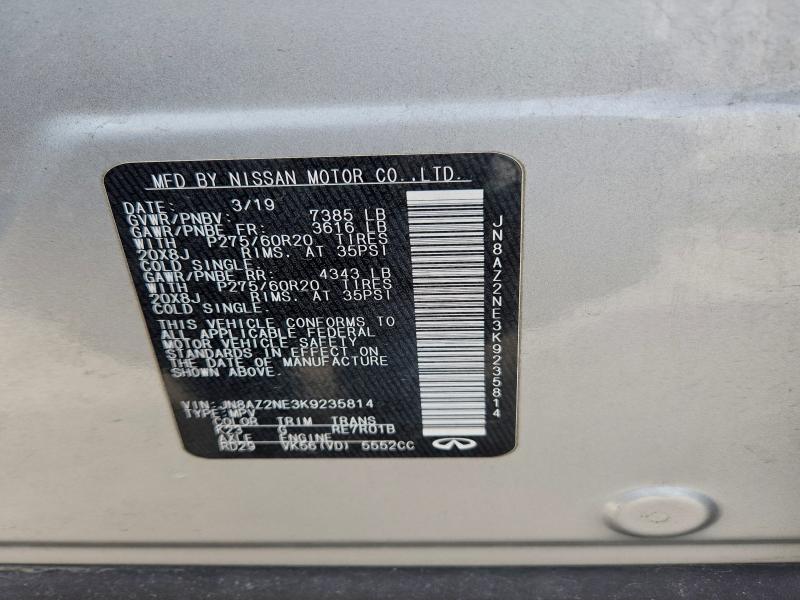 MFD BY NISSAN MOTOR CO.,LTD.
DATE: 3/19
GVWR/PNBV: 7385 LB
GAWR/PNBE FR: 3616 LB
WITH P275/60R20 TIRES
20X8J RIMS. AT 35PSI
COLD SINGLE.
GAWR/PNBE RR: 4343 LB
WITH P275/60R20 TIRES
20X8J RIMS. AT 35PSI
COLD SINGLE.
THIS VEHICLE CONFORMS TO
ALL APPLICABLE FEDERAL
MOTOR VEHICLE SAFETY
STANDARDS IN EFFECT ON
THE DATE OF MANUFACTURE
SHOWN ABOVE.
VIN: JN8AZ2NE3K9235814
TYPE: MPV
COLOR TRIM TRANS
K23 G RE7R01B
AXLE ENGINE
RD29 VK56(VD) 5552CC
JN8AZ2NE3K9235814